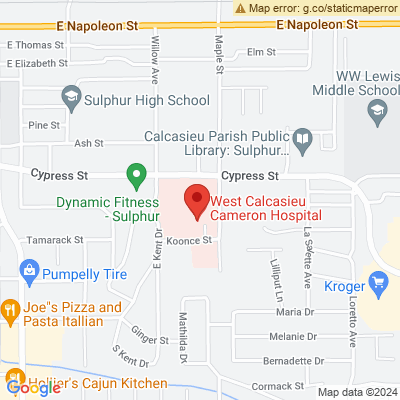 Map error: g.co/staticmaperror
E Napoleon St
E Napoleon St
E Thomas St
Willow Ave
Maple St
Elm St
E Elizabeth St
WW Lewis
Middle School
Sulphur High School
Pine St
Calcasieu Parish Public
Library: Sulphur...
Ash St
Cypress St
Cypress St
Dynamic Fitness
- Sulphur
West Calcasieu
Cameron Hospital
E Kent Dr
Tamarack St
Koonce St
La Salette Ave
Pumpelly Tire
Lilliput Ln
Kroger
Loretto Ave
Joe"s Pizza and
Pasta Itallian
Mathilda Dr
Maria Dr
Ginger St
Melanie Dr
S Kent Dr
Bernadette Dr
Hollier's Cajun Kitchen
Cormack St
Google
Map data ©2024